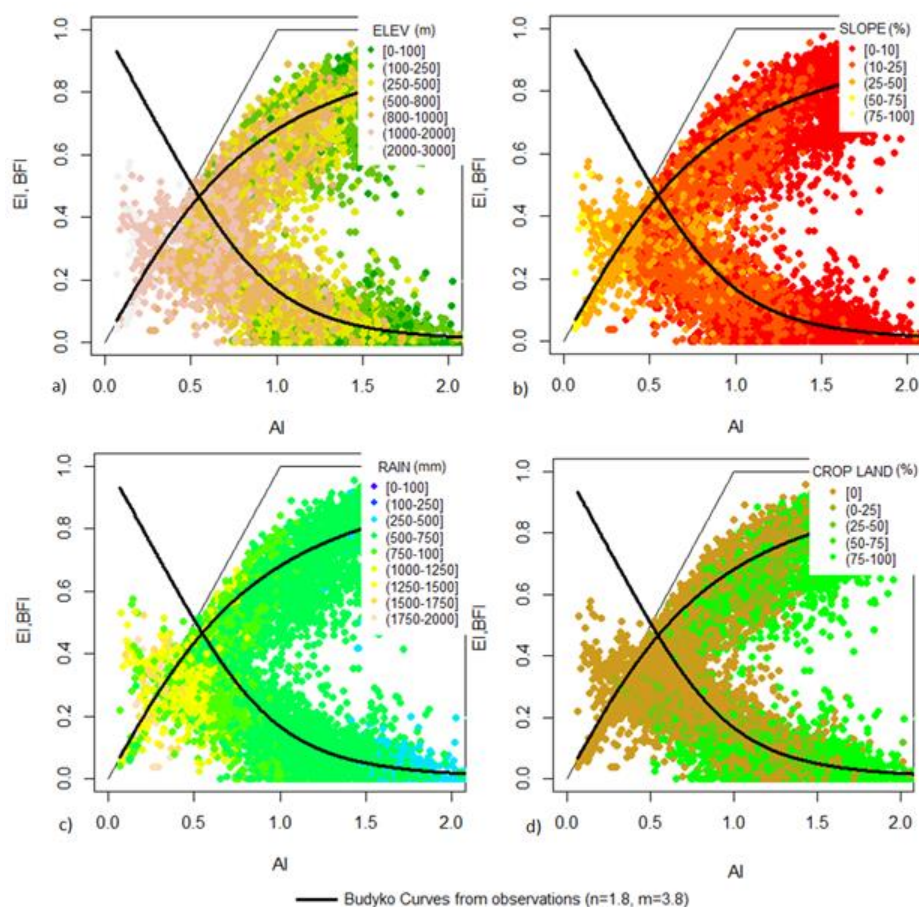 ELEV (m)
[0-100]
(100-250]
(250-500]
(500-800]
(800-1000]
(1000-2000]
(2000-3000]
EI, BFI
0.0 0.2 0.4 0.6 0.8 1.0
0.0 0.5 1.0 1.5 2.0
a)
AI
SLOPE (%)
[0-10]
(10-25]
(25-50]
(50-75]
(75-100]
EI, BFI
0.0 0.2 0.4 0.6 0.8 1.0
0.0 0.5 1.0 1.5 2.0
b)
AI
RAIN (mm)
[0-100]
(100-250]
(250-500]
(500-750]
(750-100]
(1000-1250]
(1250-1500]
(1500-1750]
(1750-2000]
EI,BFI
0.0 0.2 0.4 0.6 0.8 1.0
0.0 0.5 1.0 1.5 2.0
c)
AI
CROP LAND (%)
[0]
(0-25]
(25-50]
(50-75]
(75-100]
EI,BFI
0.0 0.2 0.4 0.6 0.8 1.0
0.0 0.5 1.0 1.5 2.0
d)
AI
Budyko Curves from observations (n=1.8, m=3.8)